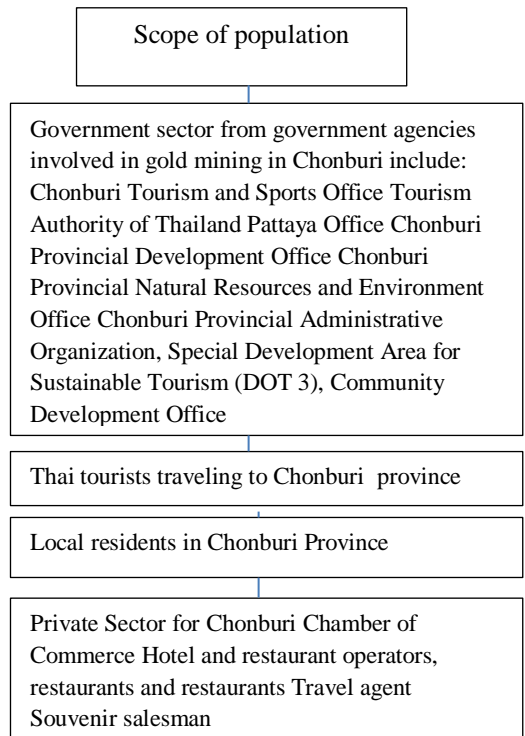 Scope of population
Government sector from government agencies
involved in gold mining in Chonburi include:
Chonburi Tourism and Sports Office Tourism
Authority of Thailand Pattaya Office Chonburi
Provincial Development Office Chonburi
Provincial Natural Resources and Environment
Office Chonburi Provincial Administrative
Organization, Special Development Area for
Sustainable Tourism (DOT 3), Community
Development Office
Thai tourists traveling to Chonburi province
Local residents in Chonburi Province
Private Sector for Chonburi Chamber of
Commerce Hotel and restaurant operators,
restaurants and restaurants Travel agent
Souvenir salesman